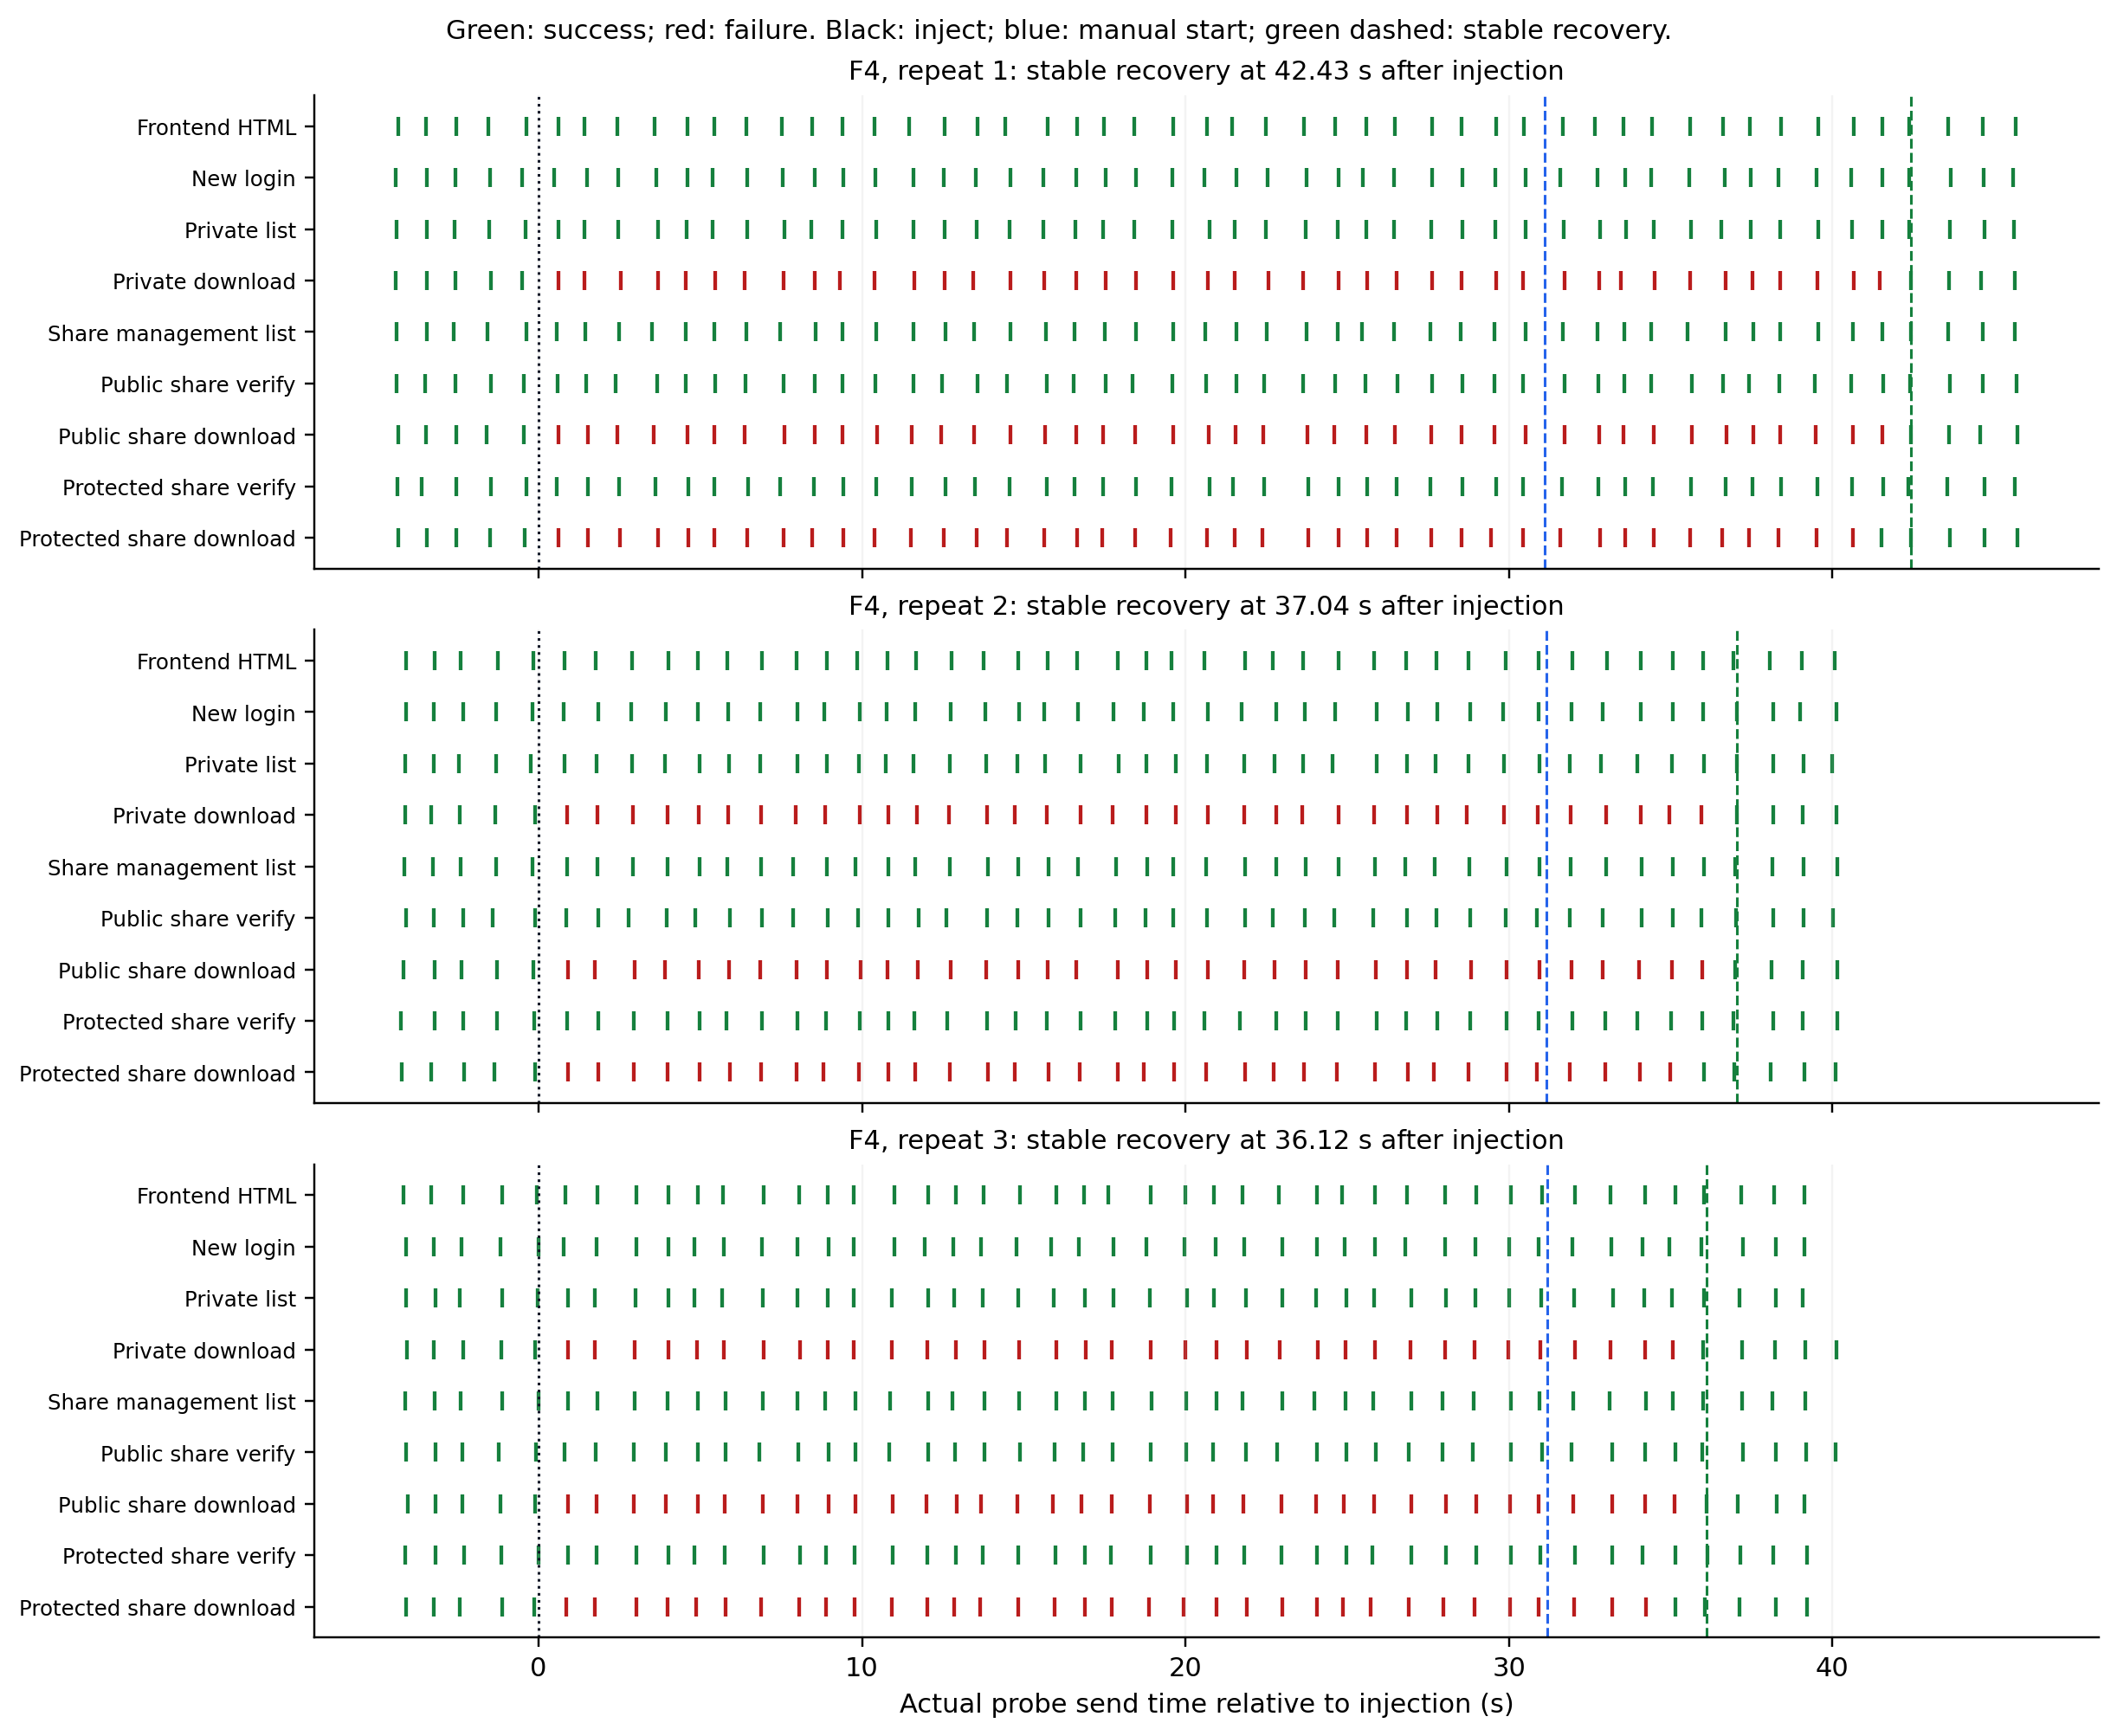 Green: success; red: failure. Black: inject; blue: manual start; green dashed: stable recovery.
F4, repeat 1: stable recovery at 42.43 s after injection
Frontend HTML
New login
Private list
Private download
Share management list
Public share verify
Public share download
Protected share verify
Protected share download
F4, repeat 2: stable recovery at 37.04 s after injection
Frontend HTML
New login
Private list
Private download
Share management list
Public share verify
Public share download
Protected share verify
Protected share download
F4, repeat 3: stable recovery at 36.12 s after injection
Frontend HTML
New login
Private list
Private download
Share management list
Public share verify
Public share download
Protected share verify
Protected share download
0 10 20 30 40
Actual probe send time relative to injection (s)